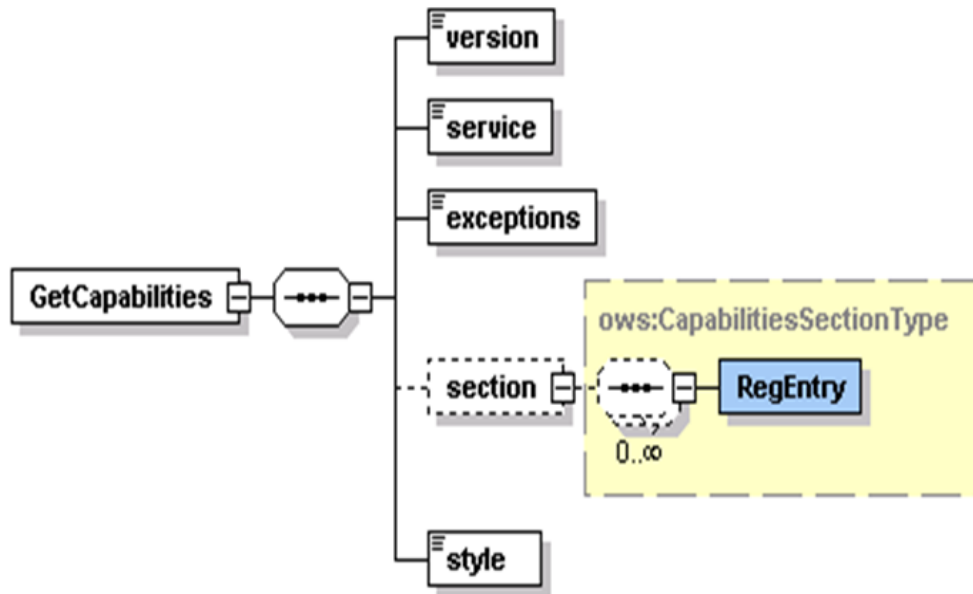 version
service
exceptions
GetCapabilities
ows:CapabilitiesSectionType
section
RegEntry
0..∞
style